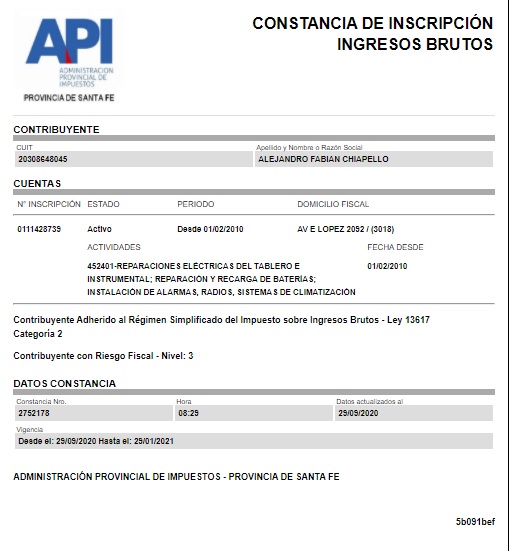 CONSTANCIA DE INSCRIPCIÓN
INGRESOS BRUTOS
API
ADMINISTRACION
PROVINCIAL DE
IMPUESTOS
PROVINCIA DE SANTA FE
CONTRIBUYENTE
CUIT
Apellido y Nombre o Razón Social
20308648045
ALEJANDRO FABIAN CHIAPELLO
CUENTAS
N° INSCRIPCIÓN ESTADO PERIODO DOMICILIO FISCAL
0111428739 Activo Desde 01/02/2010 AV E LOPEZ 2092 / (3018)
ACTIVIDADES FECHA DESDE
452401-REPARACIONES ELÉCTRICAS DEL TABLERO E 01/02/2010
INSTRUMENTAL; REPARACIÓN Y RECARGA DE BATERÍAS;
INSTALACIÓN DE ALARMAS, RADIOS, SISTEMAS DE CLIMATIZACIÓN
Contribuyente Adherido al Régimen Simplificado del Impuesto sobre Ingresos Brutos - Ley 13617
Categoría 2
Contribuyente con Riesgo Fiscal - Nivel: 3
DATOS CONSTANCIA
Constancia Nro. Hora Datos actualizados al
2752178 08:29 29/09/2020
Vigencia
Desde el: 29/09/2020 Hasta el: 29/01/2021
ADMINISTRACIÓN PROVINCIAL DE IMPUESTOS - PROVINCIA DE SANTA FE
5b091bef